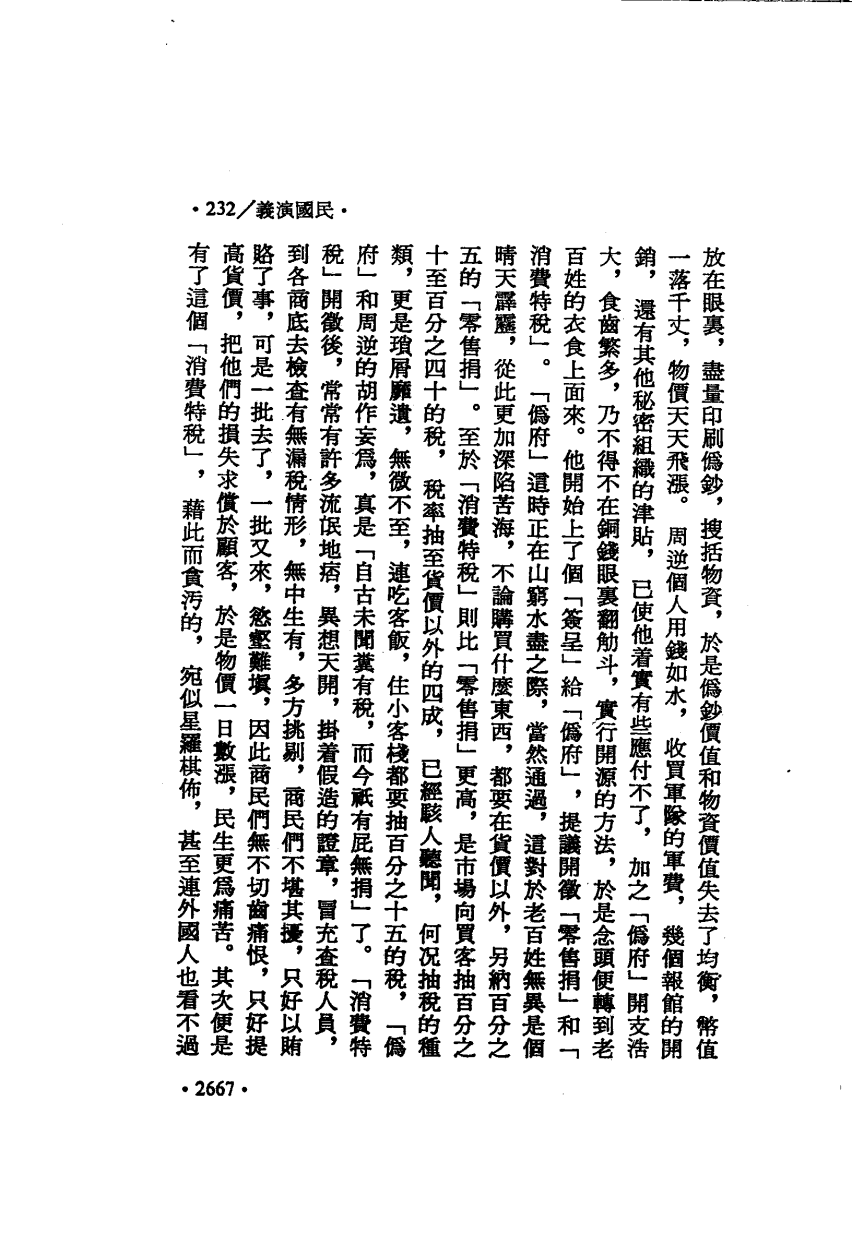 •232/義演國民•
放在眼裏，盡量印刷僞鈔，搜括物資，於是僞鈔價值和物資價值失去了均衡，幣值
一落千丈，物價天天飛漲。周逆個人用錢如水，收買軍隊的軍費，幾個報館的開
銷，還有其他秘密組織的津貼，已使他着實有些應付不了，加之「僞府」開支浩
大，食齒繁多，乃不得不在銅錢眼裏翻觔斗，實行開源的方法，於是念頭便轉到老
百姓的衣食上面來。他開始上了個「簽呈」給「僞府」，提議開徵「零售捐」和「
消費特稅」。「僞府」這時正在山窮水盡之際，當然通過，這對於老百姓無異是個
晴天霹靂，從此更加深陷苦海，不論購買什麼東西，都要在貨價以外，另納百分之
五的「零售捐」。至於「消費特稅」則比「零售捐」更高，是市場向買客抽百分之
十至百分之四十的稅，稅率抽至貨價以外的四成，已經駭人聽聞，何況抽稅的種
類，更是瑣屑靡遺，無微不至，連吃客飯，住小客棧都要抽百分之十五的稅，「僞
府」和周逆的胡作妄爲，真是「自古未聞糞有稅，而今祇有屁無捐」了。「消費特
稅」開徵後，常常有許多流氓地痞，異想天開，掛着假造的證章，冒充查稅人員，
到各商底去檢查有無漏稅情形，無中生有，多方挑剔，商民們不堪其擾，只好以賄
賂了事，可是一批去了，一批又來，慾壑難塡，因此商民們無不切齒痛恨，只好提
高貨價，把他們的損失求償於顧客，於是物價一日數漲，民生更爲痛苦。其次便是
有了這個「消費特稅」，藉此而貪污的，宛似星羅棋佈，甚至連外國人也看不過
•2667•